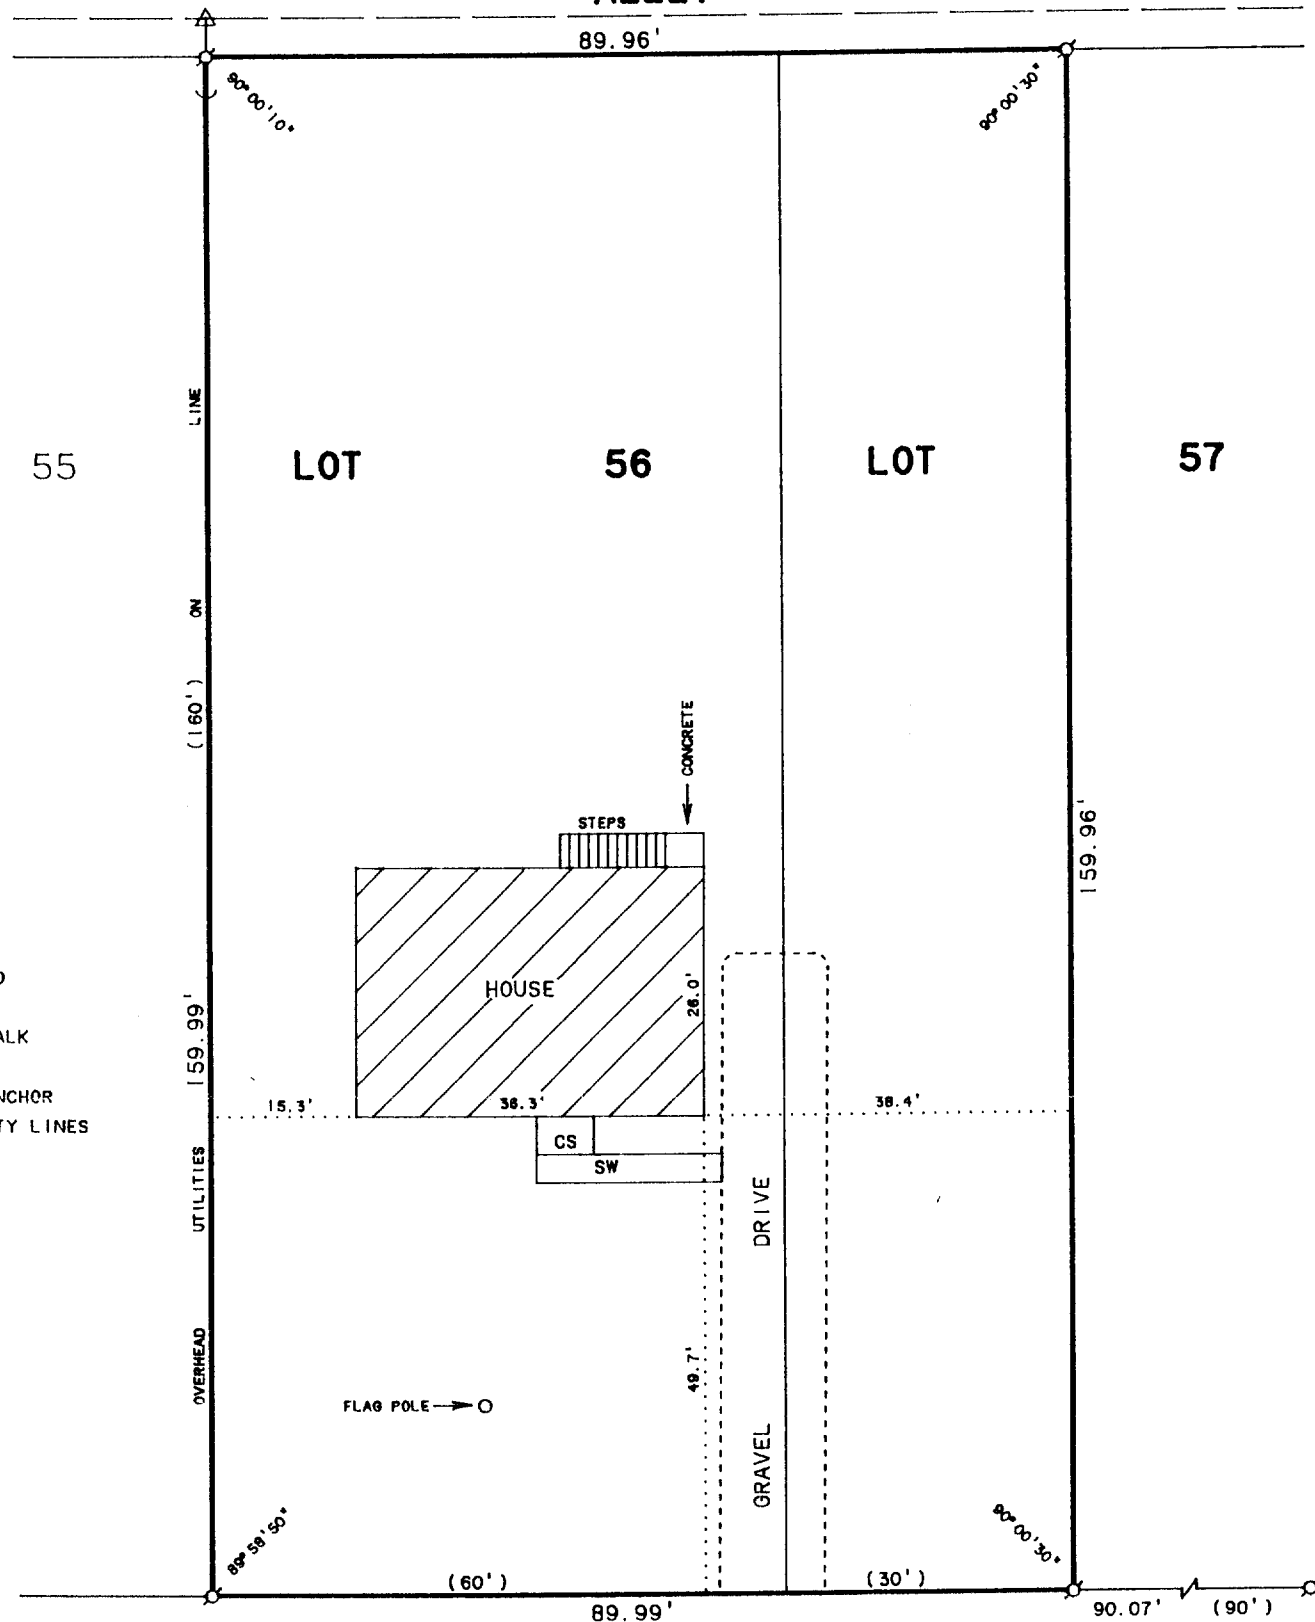 89.96'
90°00'10"
90°00'30"
LINE
55
LOT
56
LOT
57
ON
(160')
CONCRETE
STEPS
159.96'
HOUSE
26.0'
159.99'
ALK
NCHOR
TY LINES
15.3'
36.3'
38.4'
CS
SW
UTILITIES
DRIVE
OVERHEAD
49.7'
FLAG POLE
GRAVEL
89°58'50"
90°00'30"
(60')
(30')
89.99'
90.07'
(90')